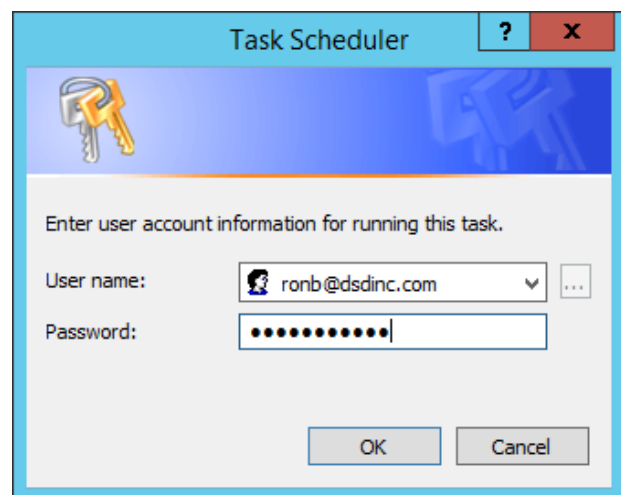 Task Scheduler ? x
Enter user account information for running this task.
User name: ronb@dsdinc.com ...
Password: •••••••••••
OK Cancel